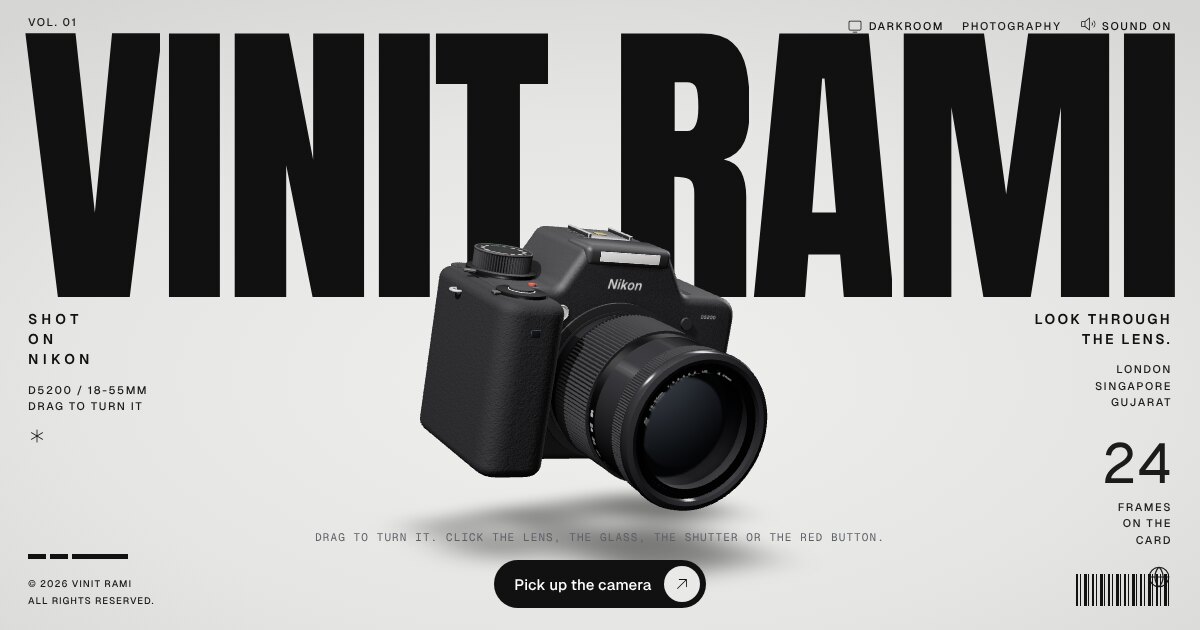 VOL. 01
DARKROOM PHOTOGRAPHY SOUND ON
VINIT RAMI
Nikon
D5200
SHOT
ON
NIKON
D5200 / 18-55MM
DRAG TO TURN IT
LOOK THROUGH
THE LENS.
LONDON
SINGAPORE
GUJARAT
24
FRAMES
ON THE
CARD
DRAG TO TURN IT. CLICK THE LENS, THE GLASS, THE SHUTTER OR THE RED BUTTON.
Pick up the camera
© 2026 VINIT RAMI
ALL RIGHTS RESERVED.